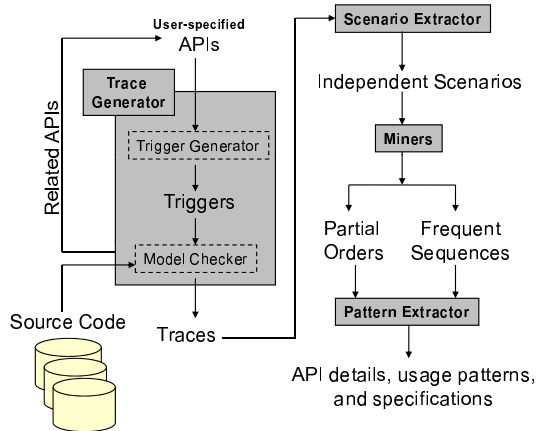 User-specified
APIs
Trace
Generator
Related APIs
Trigger Generator
Triggers
Model Checker
Source Code
Traces
Scenario Extractor
Independent Scenarios
Miners
Partial
Orders
Frequent
Sequences
Pattern Extractor
API details, usage patterns,
and specifications